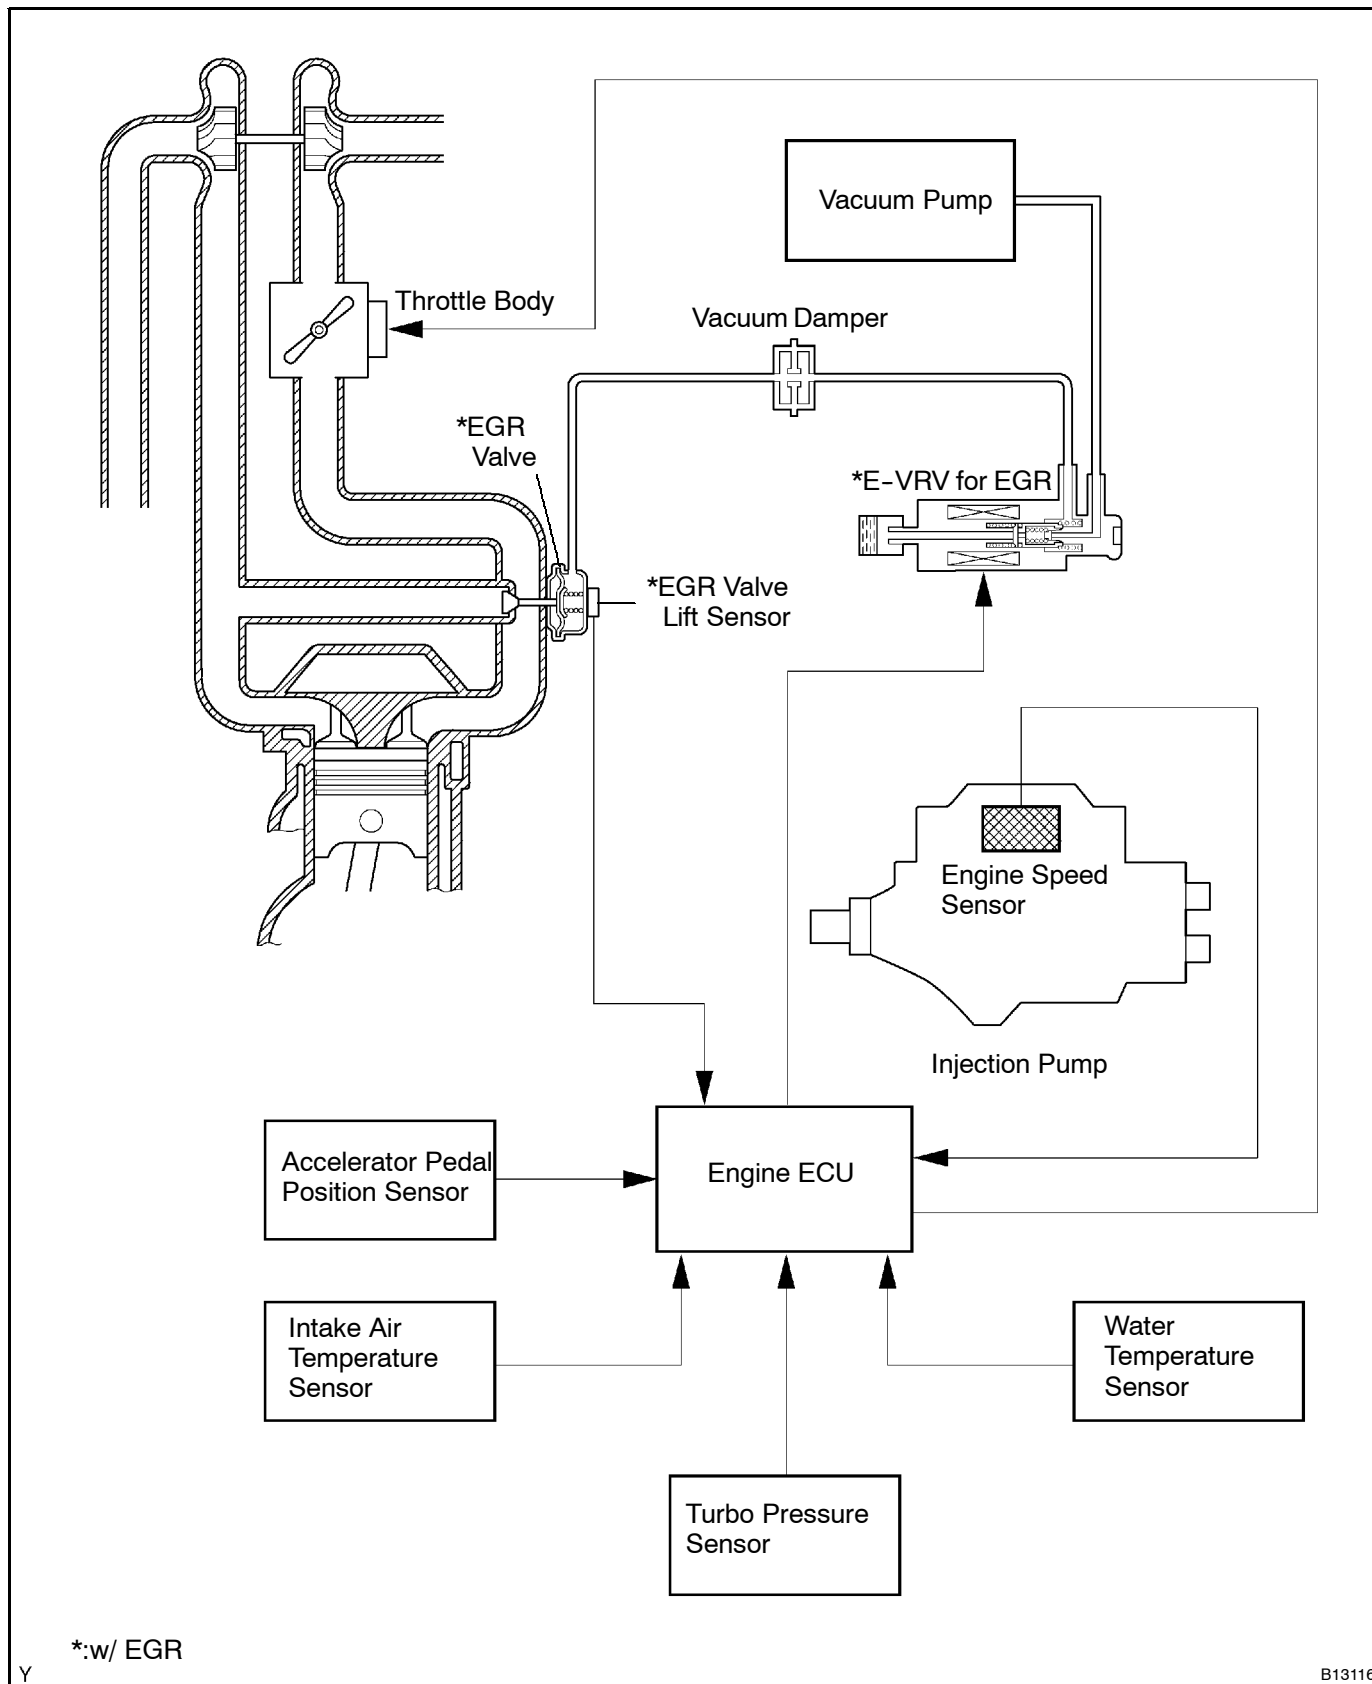 Vacuum Pump
Throttle Body
Vacuum Damper
*EGR
Valve
*E-VRV for EGR
*EGR Valve
Lift Sensor
Engine Speed
Sensor
Injection Pump
Accelerator Pedal
Position Sensor
Engine ECU
Intake Air
Temperature
Sensor
Water
Temperature
Sensor
Turbo Pressure
Sensor
*:w/ EGR
Y
B13116